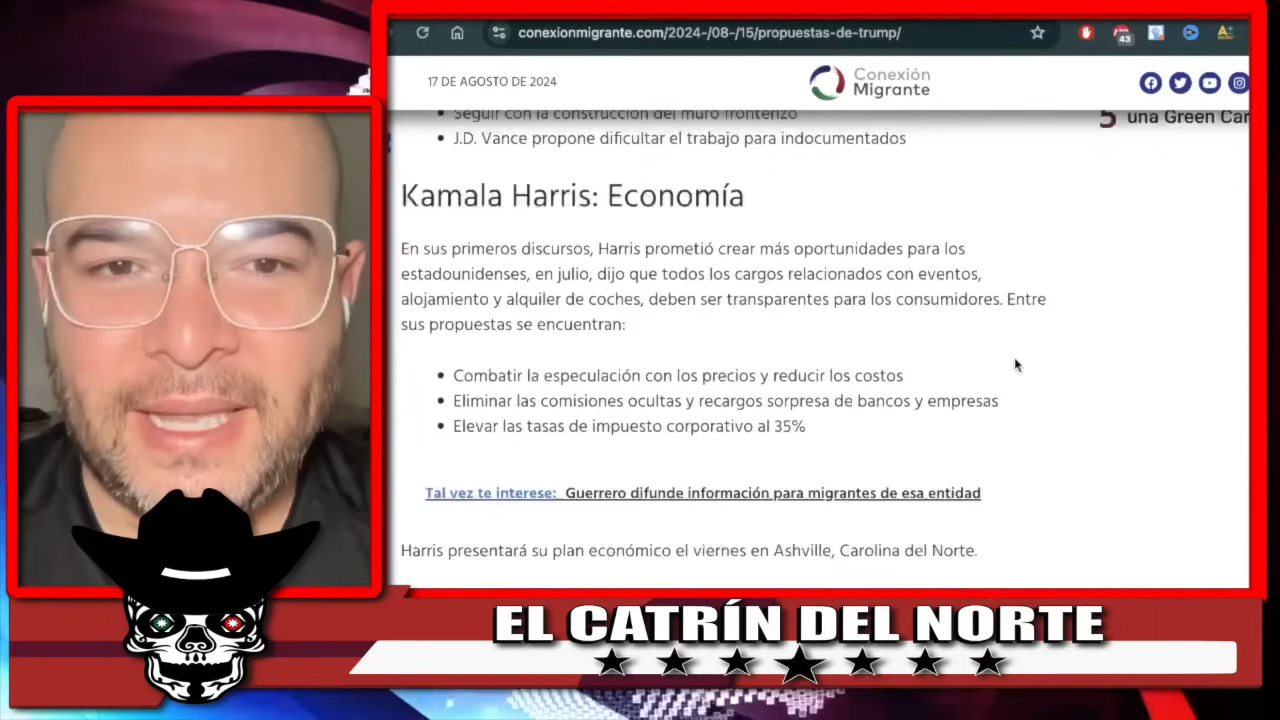 conexionmigrante.com/2024-/08-/15/propuestas-de-trump/
43
17 DE AGOSTO DE 2024
Conexión
Migrante
Seguir con la construcción del muro fronterizo
J.D. Vance propone dificultar el trabajo para indocumentados
5 una Green Car
Kamala Harris: Economía
En sus primeros discursos, Harris prometió crear más oportunidades para los
estadounidenses, en julio, dijo que todos los cargos relacionados con eventos,
alojamiento y alquiler de coches, deben ser transparentes para los consumidores. Entre
sus propuestas se encuentran:
Combatir la especulación con los precios y reducir los costos
Eliminar las comisiones ocultas y recargos sorpresa de bancos y empresas
Elevar las tasas de impuesto corporativo al 35%
Tal vez te interese: Guerrero difunde información para migrantes de esa entidad
Harris presentará su plan económico el viernes en Ashville, Carolina del Norte.
EL CATRÍN DEL NORTE